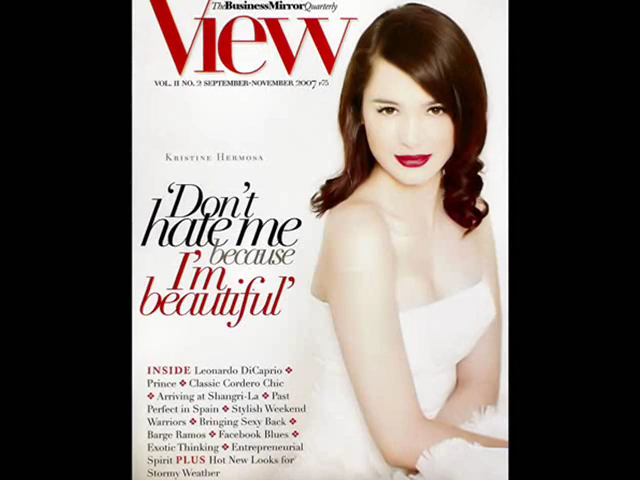 The BusinessMirror Quarterly
View
VOL. II NO. 2 SEPTEMBER-NOVEMBER 2007 P75
KRISTINE HERMOSA
'Don't
hate me
because
I'm
beautiful'
INSIDE Leonardo DiCaprio ❖
Prince ❖ Classic Cordero Chic
❖ Arriving at Shangri-La ❖ Past
Perfect in Spain ❖ Stylish Weekend
Warriors ❖ Bringing Sexy Back ❖
Barge Ramos ❖ Facebook Blues ❖
Exotic Thinking ❖ Entrepreneurial
Spirit PLUS Hot New Looks for
Stormy Weather